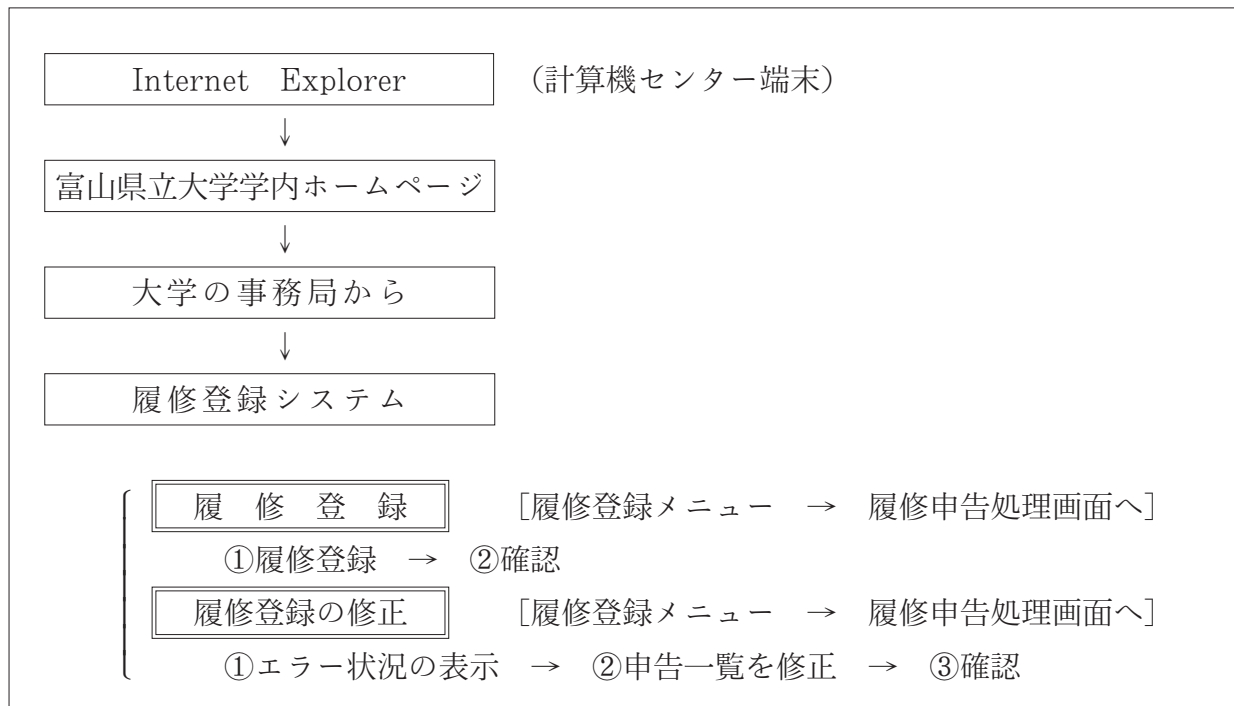 Internet Explorer （計算機センター端末）
↓
富山県立大学学内ホームページ
↓
大学の事務局から
↓
履修登録システム
履修登録 ［履修登録メニュー → 履修申告処理画面へ］
①履修登録 → ②確認
履修登録の修正 ［履修登録メニュー → 履修申告処理画面へ］
①エラー状況の表示 → ②申告一覧を修正 → ③確認